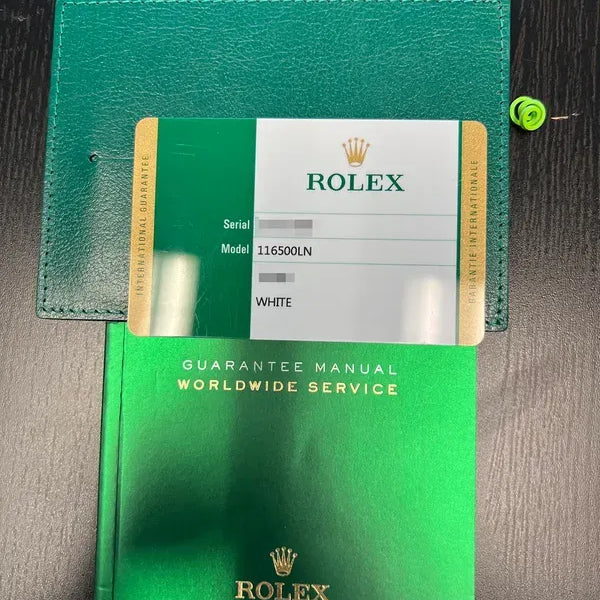 INTERNATIONAL GUARANTEE
ROLEX
Serial
Model 116500LN
WHITE
GARANTIE INTERNATIONALE
GUARANTEE MANUAL
WORLDWIDE SERVICE
ROLEX